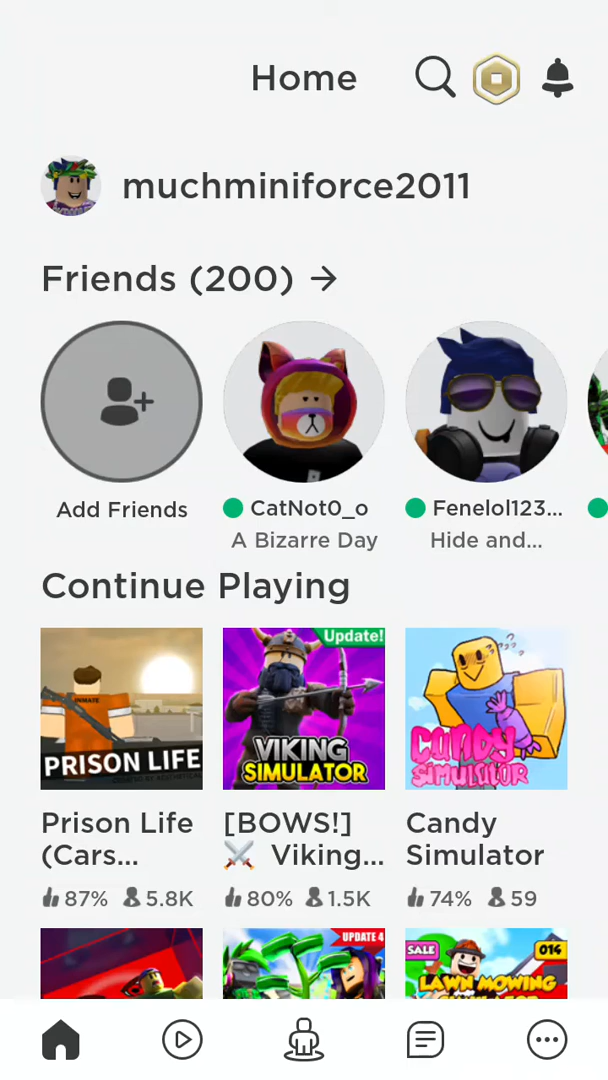 Home
muchminiforce2011
Friends (200) →
Add Friends
CatNot0_o
A Bizarre Day
Fenelol123...
Hide and...
Continue Playing
INMATE
PRISON LIFE
Update!
VIKING
SIMULATOR
CANDY
SIMULATOR
Prison Life
(Cars...
[BOWS!]
⚔️ Viking...
Candy
Simulator
87% 5.8K
80% 1.5K
74% 59
UPDATE 4
SALE
014
LAWN MOWING